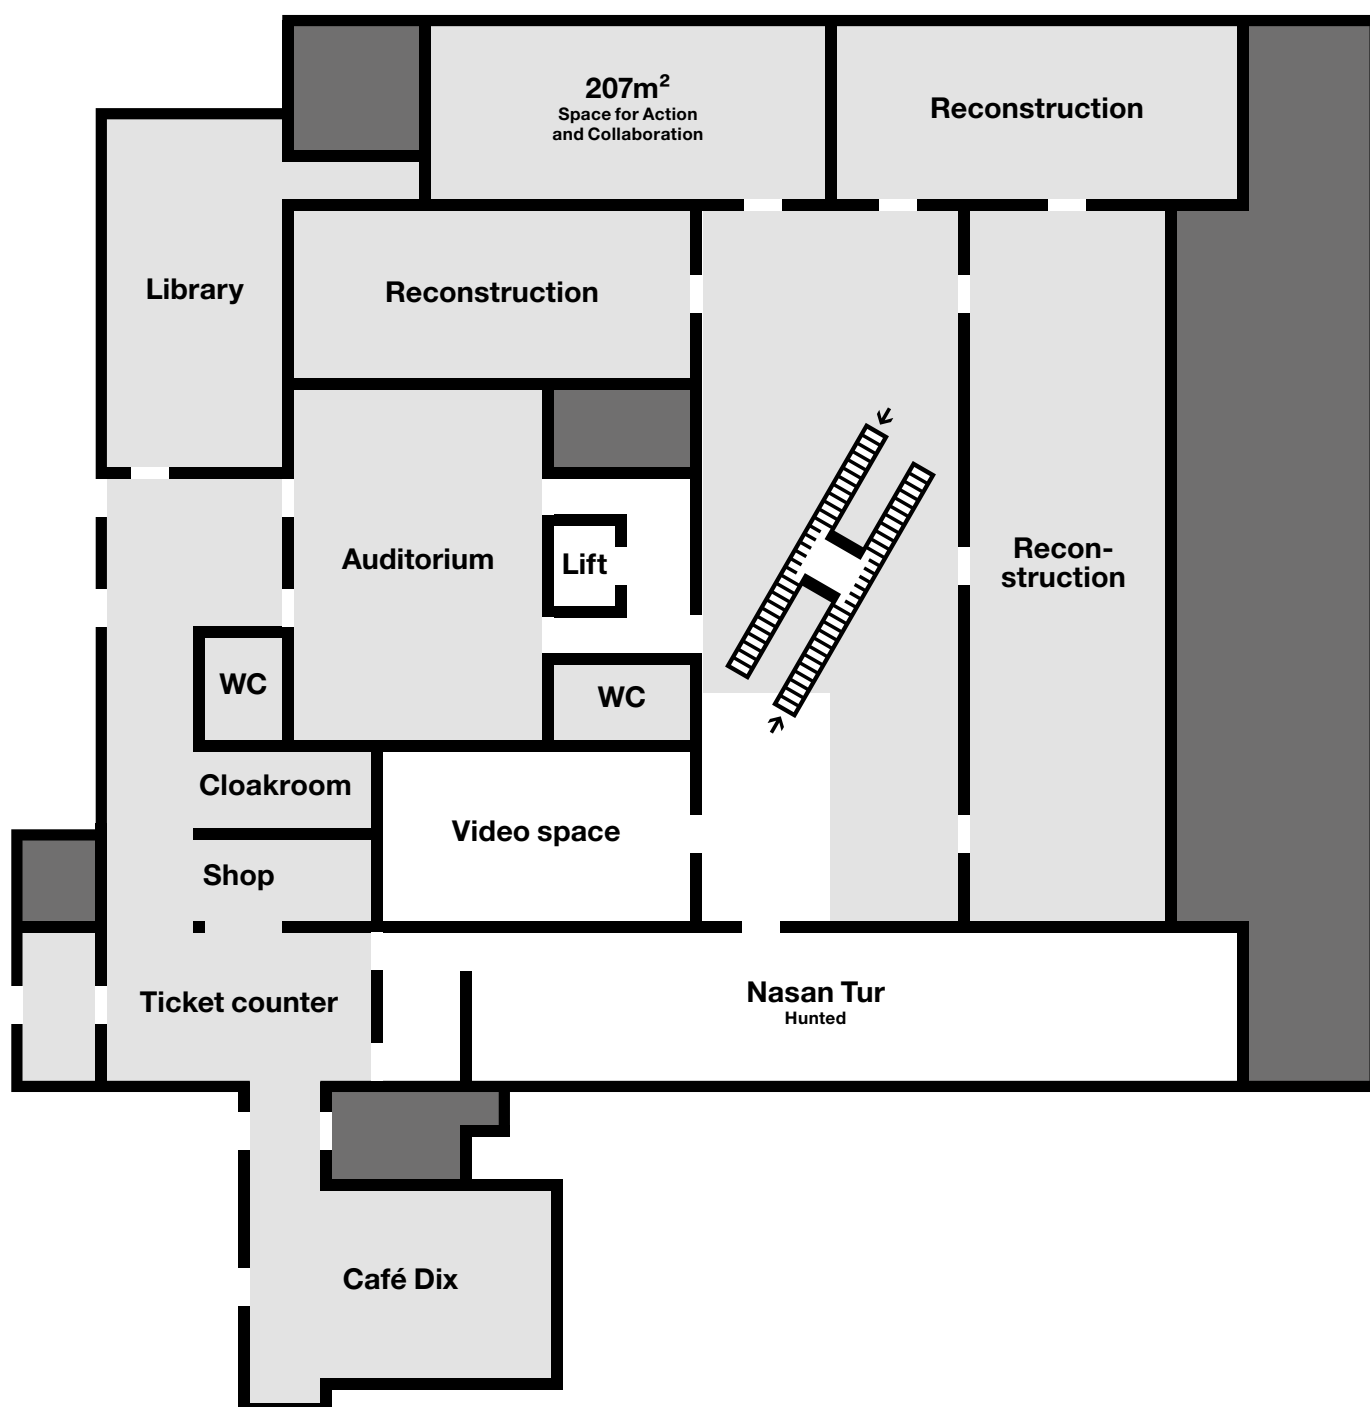 207m²
Space for Action
and Collaboration
Reconstruction
Library
Reconstruction
Auditorium
Lift
Recon-
struction
WC
WC
Cloakroom
Video space
Shop
Ticket counter
Nasan Tur
Hunted
Café Dix